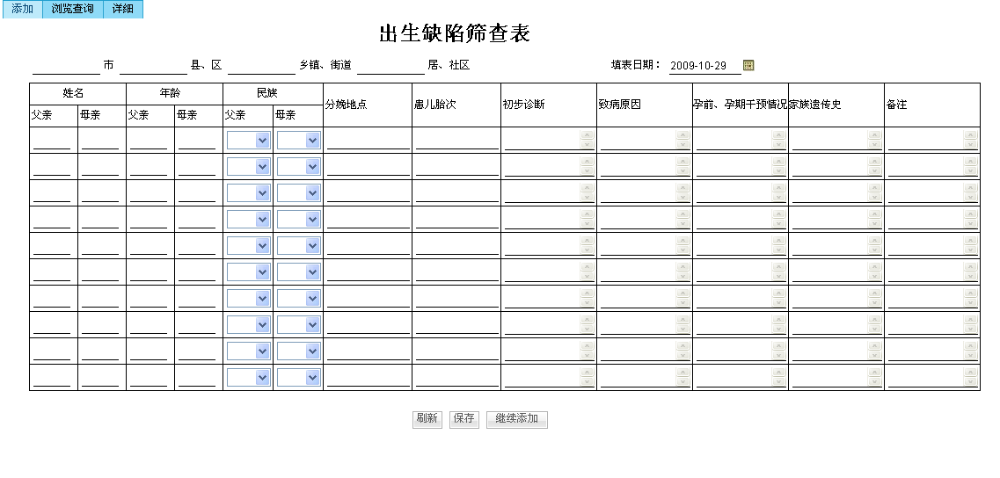 添加 浏览查询 详细
出生缺陷筛查表
市 县、区 乡镇、街道 居、社区 填表日期： 2009-10-29
姓名 年龄 民族 分娩地点 患儿胎次 初步诊断 致病原因 孕前、孕期干预情况 家族遗传史 备注
父亲 母亲 父亲 母亲 父亲 母亲
刷新 保存 继续添加